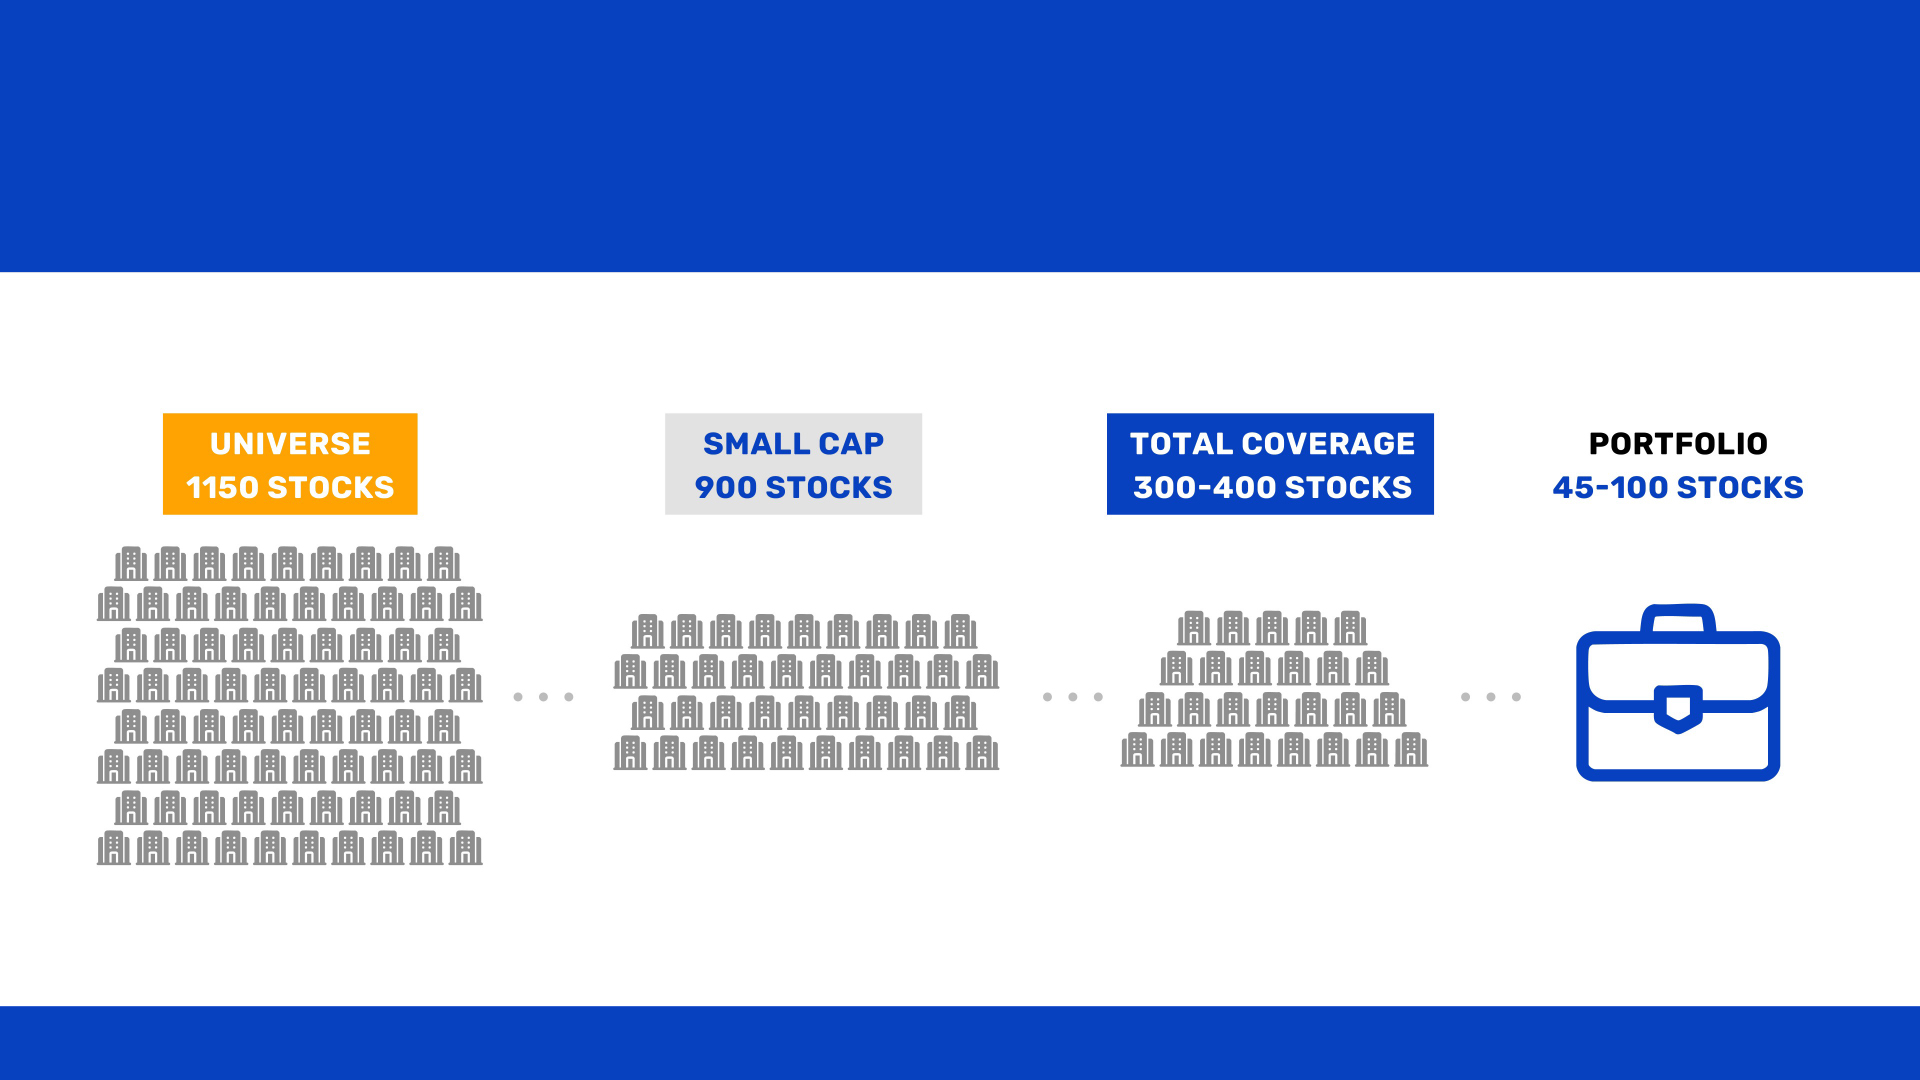 UNIVERSE
1150 STOCKS
SMALL CAP
900 STOCKS
TOTAL COVERAGE
300-400 STOCKS
PORTFOLIO
45-100 STOCKS